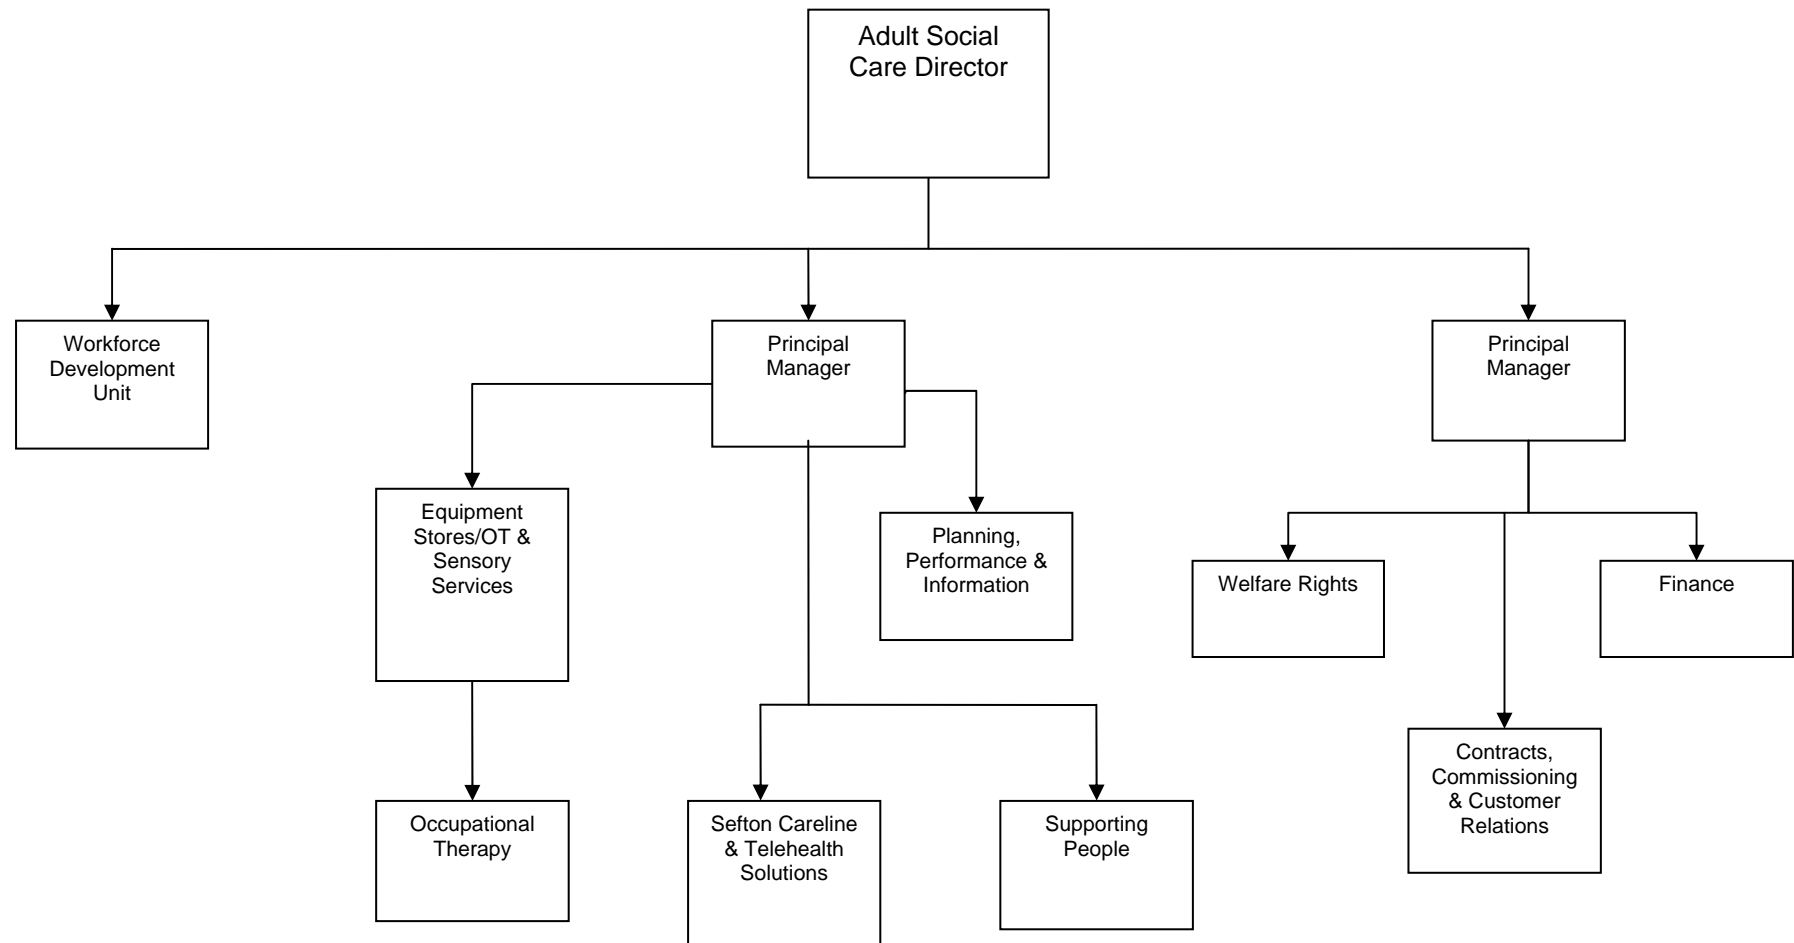 Adult Social
Care Director
Workforce
Development
Unit
Principal
Manager
Principal
Manager
Equipment
Stores/OT &
Sensory
Services
Planning,
Performance &
Information
Welfare Rights
Finance
Contracts,
Commissioning
& Customer
Relations
Occupational
Therapy
Sefton Careline
& Telehealth
Solutions
Supporting
People